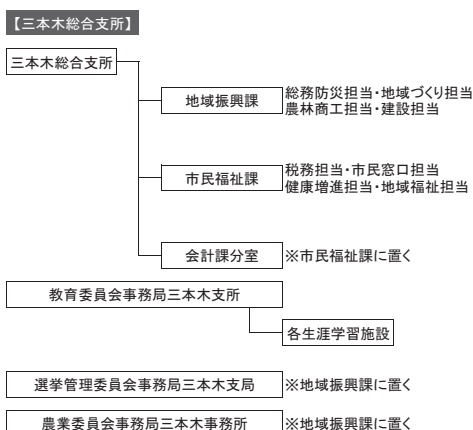 【三本木総合支所】
三本木総合支所
地域振興課
総務防災担当・地域づくり担当
農林商工担当・建設担当
市民福祉課
税務担当・市民窓口担当
健康増進担当・地域福祉担当
会計課分室
※市民福祉課に置く
教育委員会事務局三本木支所
各生涯学習施設
選挙管理委員会事務局三本木支局
※地域振興課に置く
農業委員会事務局三本木事務所
※地域振興課に置く